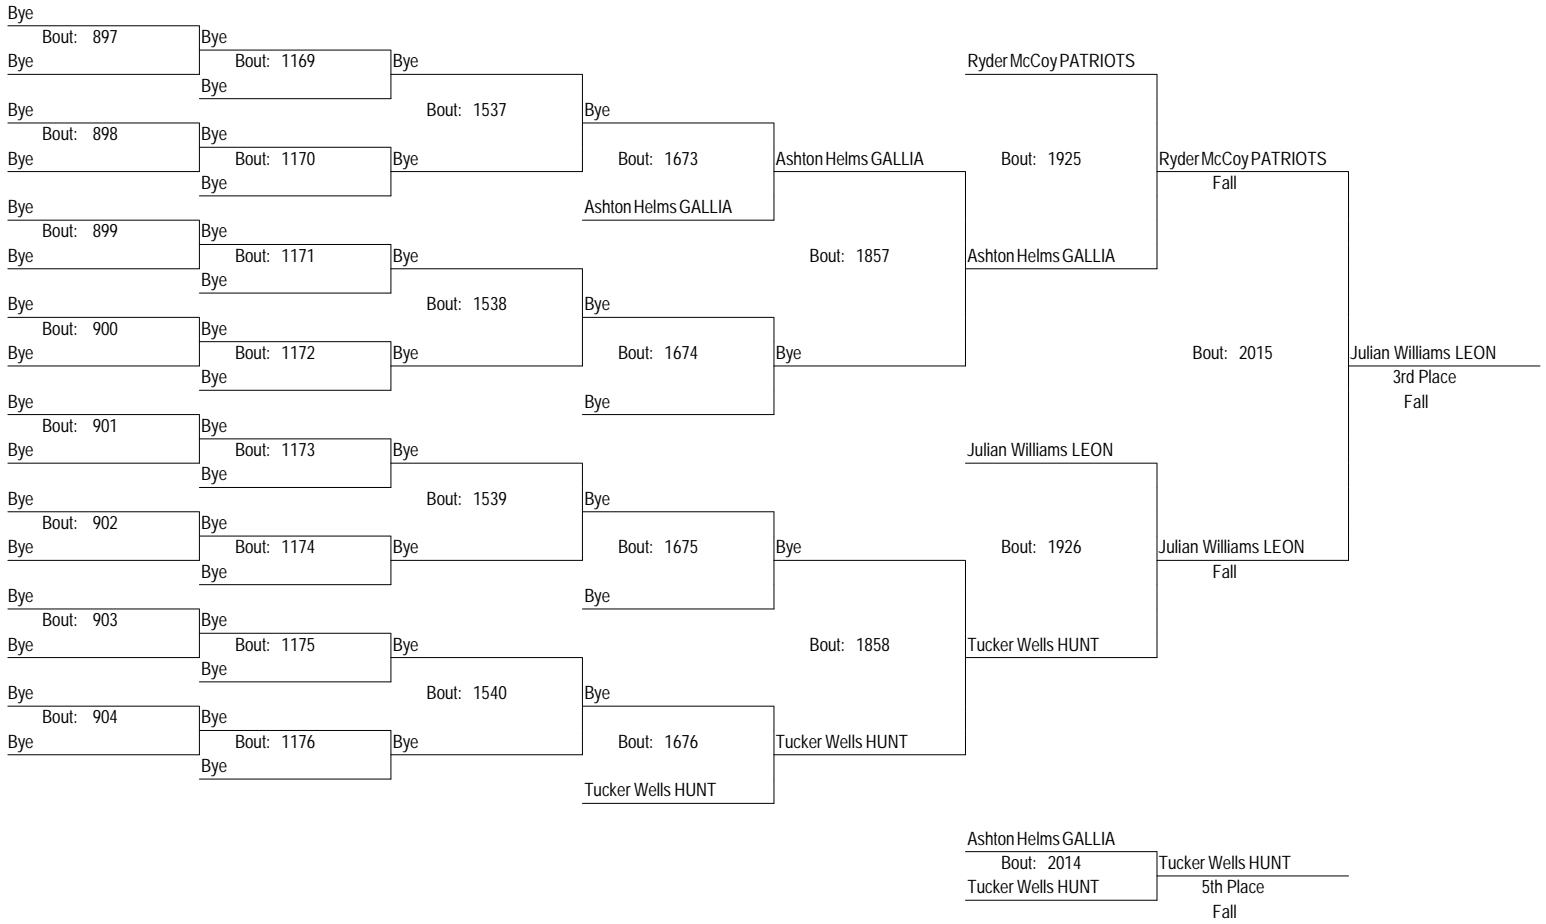 Bye
Bout: 897
Bye
Bye
Bout: 1169
Bye
Bye
Bye
Bout: 898
Bye
Bye
Bout: 1170
Bye
Bye
Bout: 1537
Bye
Bye
Bout: 899
Bye
Bye
Bout: 1171
Bye
Bye
Bye
Bout: 900
Bye
Bye
Bout: 1172
Bye
Bye
Bout: 1538
Bye
Bye
Bout: 901
Bye
Bye
Bout: 1173
Bye
Bye
Bye
Bout: 902
Bye
Bye
Bout: 1174
Bye
Bye
Bout: 1539
Bye
Bye
Bout: 903
Bye
Bye
Bout: 1175
Bye
Bye
Bye
Bout: 904
Bye
Bye
Bout: 1176
Bye
Bye
Bout: 1540
Bye
Bout: 1673
Ashton Helms GALLIA
Bout: 1674
Bye
Bout: 1675
Bye
Bout: 1676
Tucker Wells HUNT
Ashton Helms GALLIA
Bout: 1857
Bye
Bye
Bout: 1858
Tucker Wells HUNT
Ryder McCoy PATRIOTS
Bout: 1925
Ashton Helms GALLIA
Julian Williams LEON
Bout: 1926
Tucker Wells HUNT
Ryder McCoy PATRIOTS
Fall
Bout: 2015
Julian Williams LEON
Fall
Julian Williams LEON
3rd Place
Fall
Ashton Helms GALLIA
Bout: 2014
Tucker Wells HUNT
Tucker Wells HUNT
5th Place
Fall